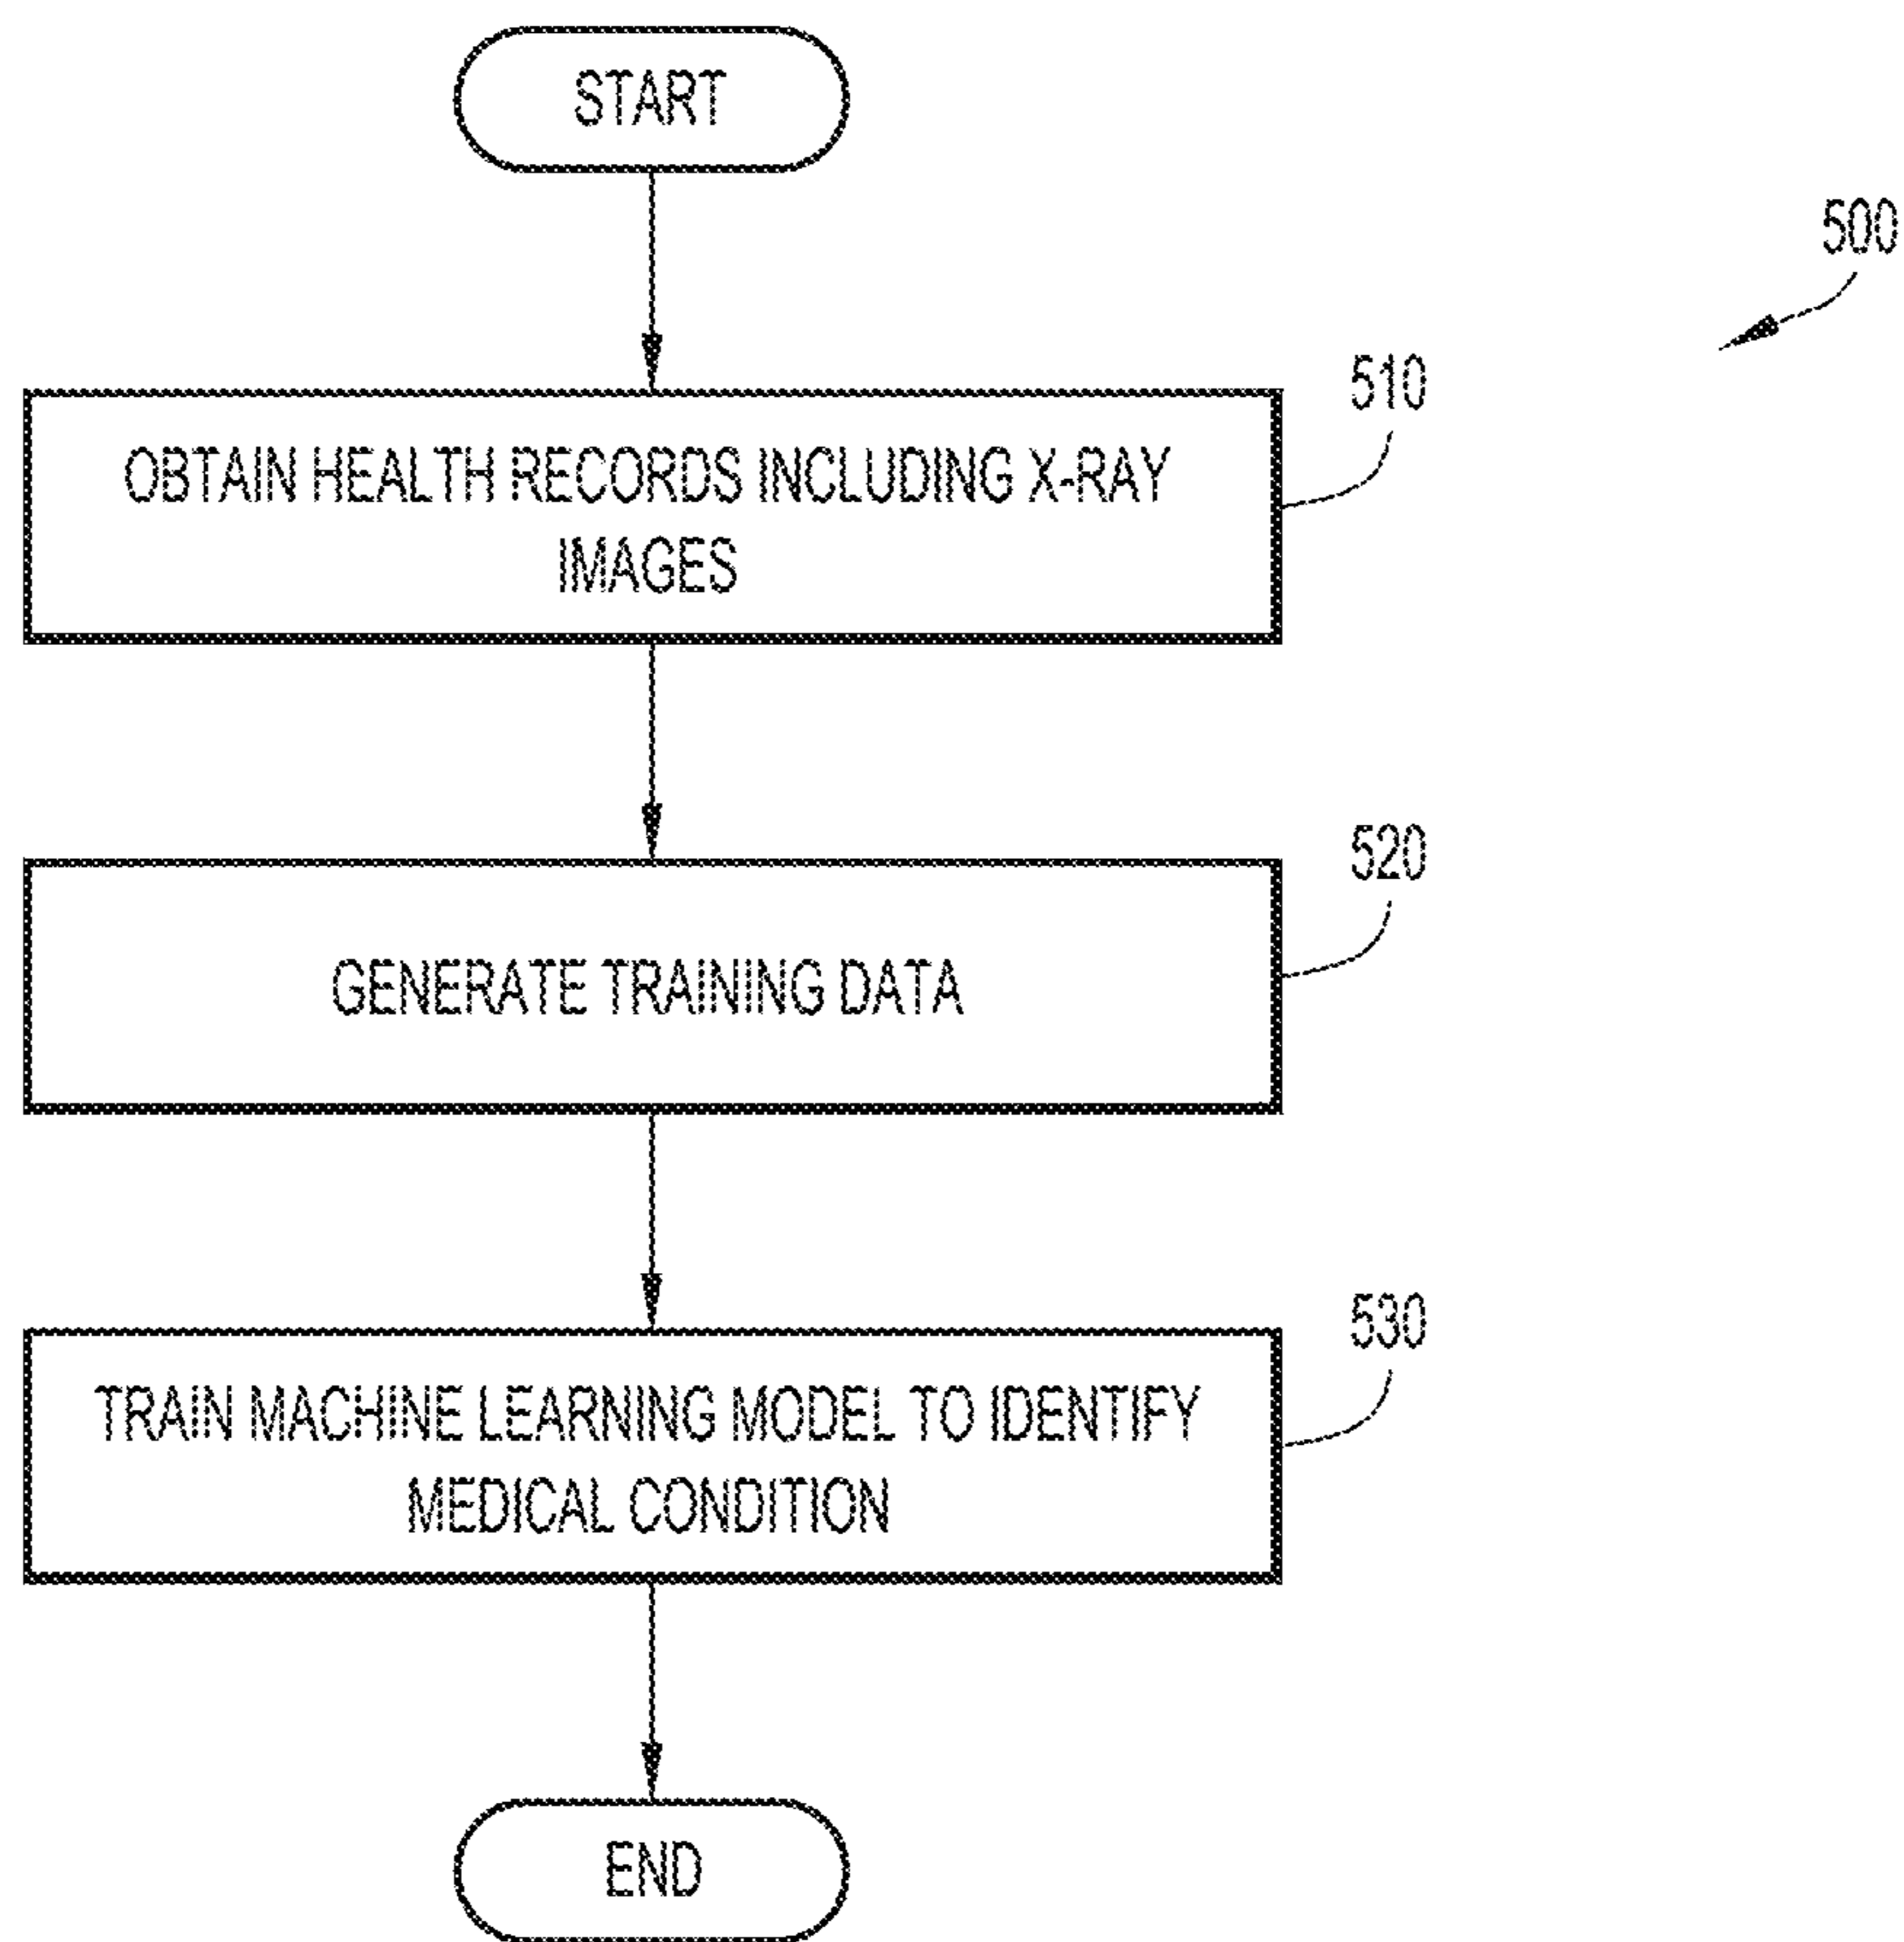 START
500
510
OBTAIN HEALTH RECORDS INCLUDING X-RAY
IMAGES
520
GENERATE TRAINING DATA
530
TRAIN MACHINE LEARNING MODEL TO IDENTIFY
MEDICAL CONDITION
END